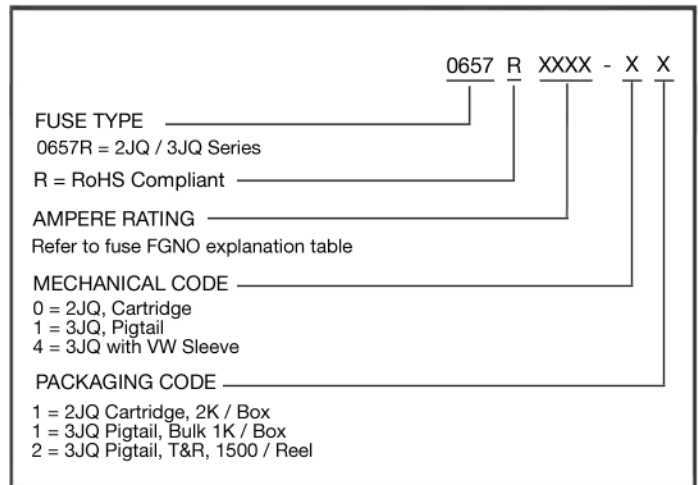 0657 R XXXX - X X
FUSE TYPE
0657R = 2JQ / 3JQ Series
R = RoHS Compliant
AMPERE RATING
Refer to fuse FGNO explanation table
MECHANICAL CODE
0 = 2JQ, Cartridge
1 = 3JQ, Pigtail
4 = 3JQ with VW Sleeve
PACKAGING CODE
1 = 2JQ Cartridge, 2K / Box
1 = 3JQ Pigtail, Bulk 1K / Box
2 = 3JQ Pigtail, T&R, 1500 / Reel